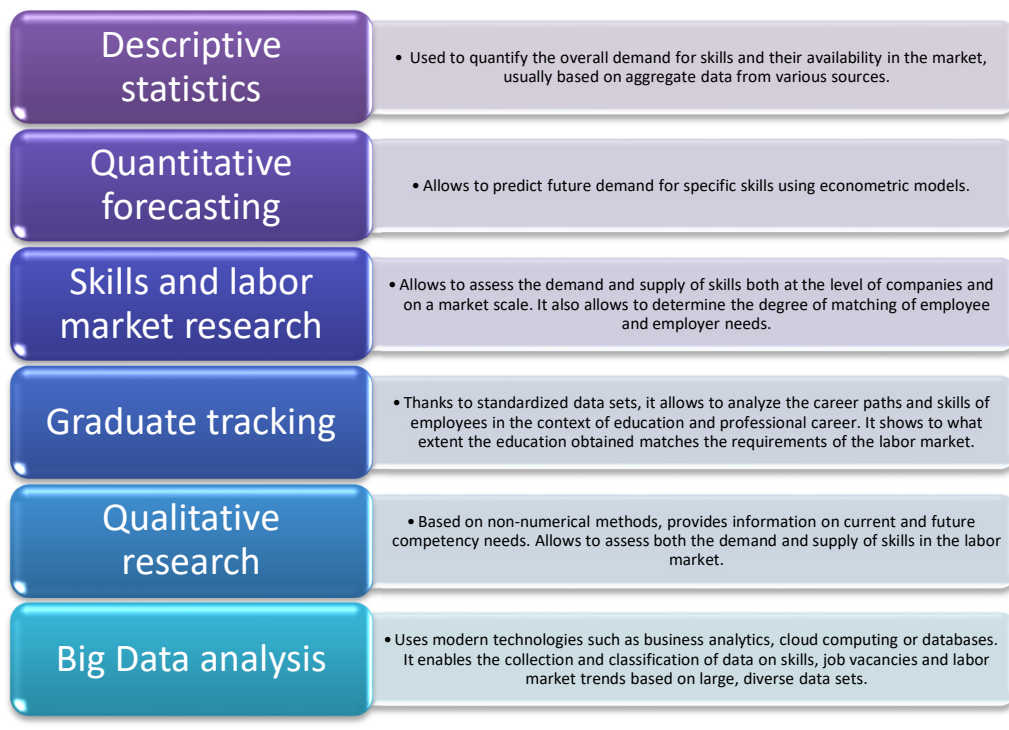 Descriptive
statistics
• Used to quantify the overall demand for skills and their availability in the market,
usually based on aggregate data from various sources.
Quantitative
forecasting
• Allows to predict future demand for specific skills using econometric models.
Skills and labor
market research
• Allows to assess the demand and supply of skills both at the level of companies and
on a market scale. It also allows to determine the degree of matching of employee
and employer needs.
Graduate tracking
• Thanks to standardized data sets, it allows to analyze the career paths and skills of
employees in the context of education and professional career. It shows to what
extent the education obtained matches the requirements of the labor market.
Qualitative
research
• Based on non-numerical methods, provides information on current and future
competency needs. Allows to assess both the demand and supply of skills in the labor
market.
Big Data analysis
• Uses modern technologies such as business analytics, cloud computing or databases.
It enables the collection and classification of data on skills, job vacancies and labor
market trends based on large, diverse data sets.